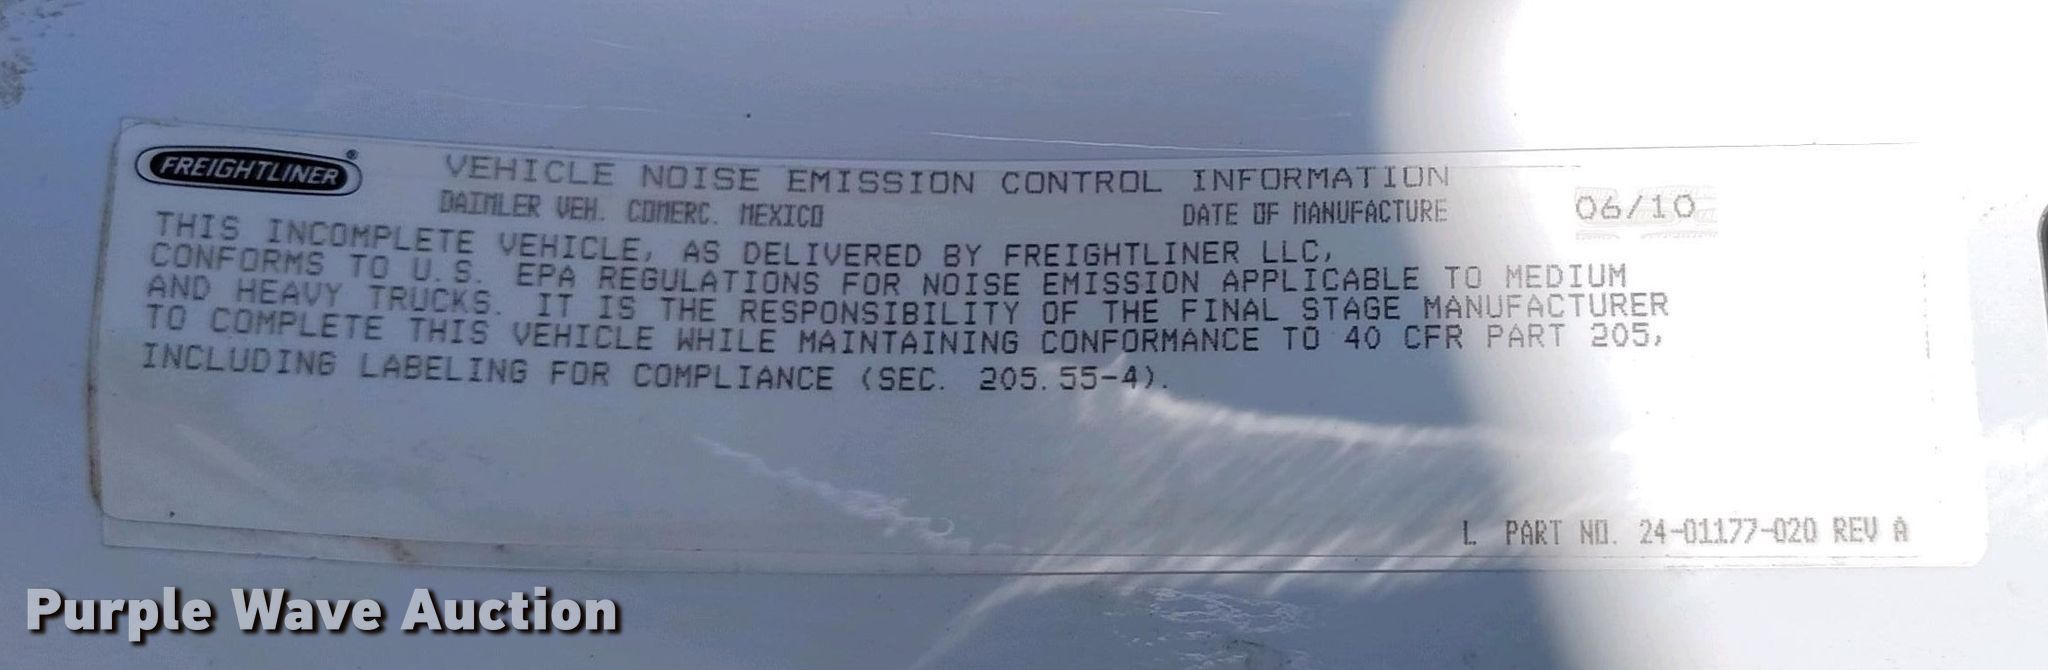 FREIGHTLINER®
VEHICLE NOISE EMISSION CONTROL INFORMATION
DAIMLER VEH. COMERC. MEXICO DATE OF MANUFACTURE 06/10
THIS INCOMPLETE VEHICLE, AS DELIVERED BY FREIGHTLINER LLC,
CONFORMS TO U.S. EPA REGULATIONS FOR NOISE EMISSION APPLICABLE TO MEDIUM
AND HEAVY TRUCKS. IT IS THE RESPONSIBILITY OF THE FINAL STAGE MANUFACTURER
TO COMPLETE THIS VEHICLE WHILE MAINTAINING CONFORMANCE TO 40 CFR PART 205,
INCLUDING LABELING FOR COMPLIANCE (SEC. 205.55-4).
L PART NO. 24-01177-020 REV A
Purple Wave Auction